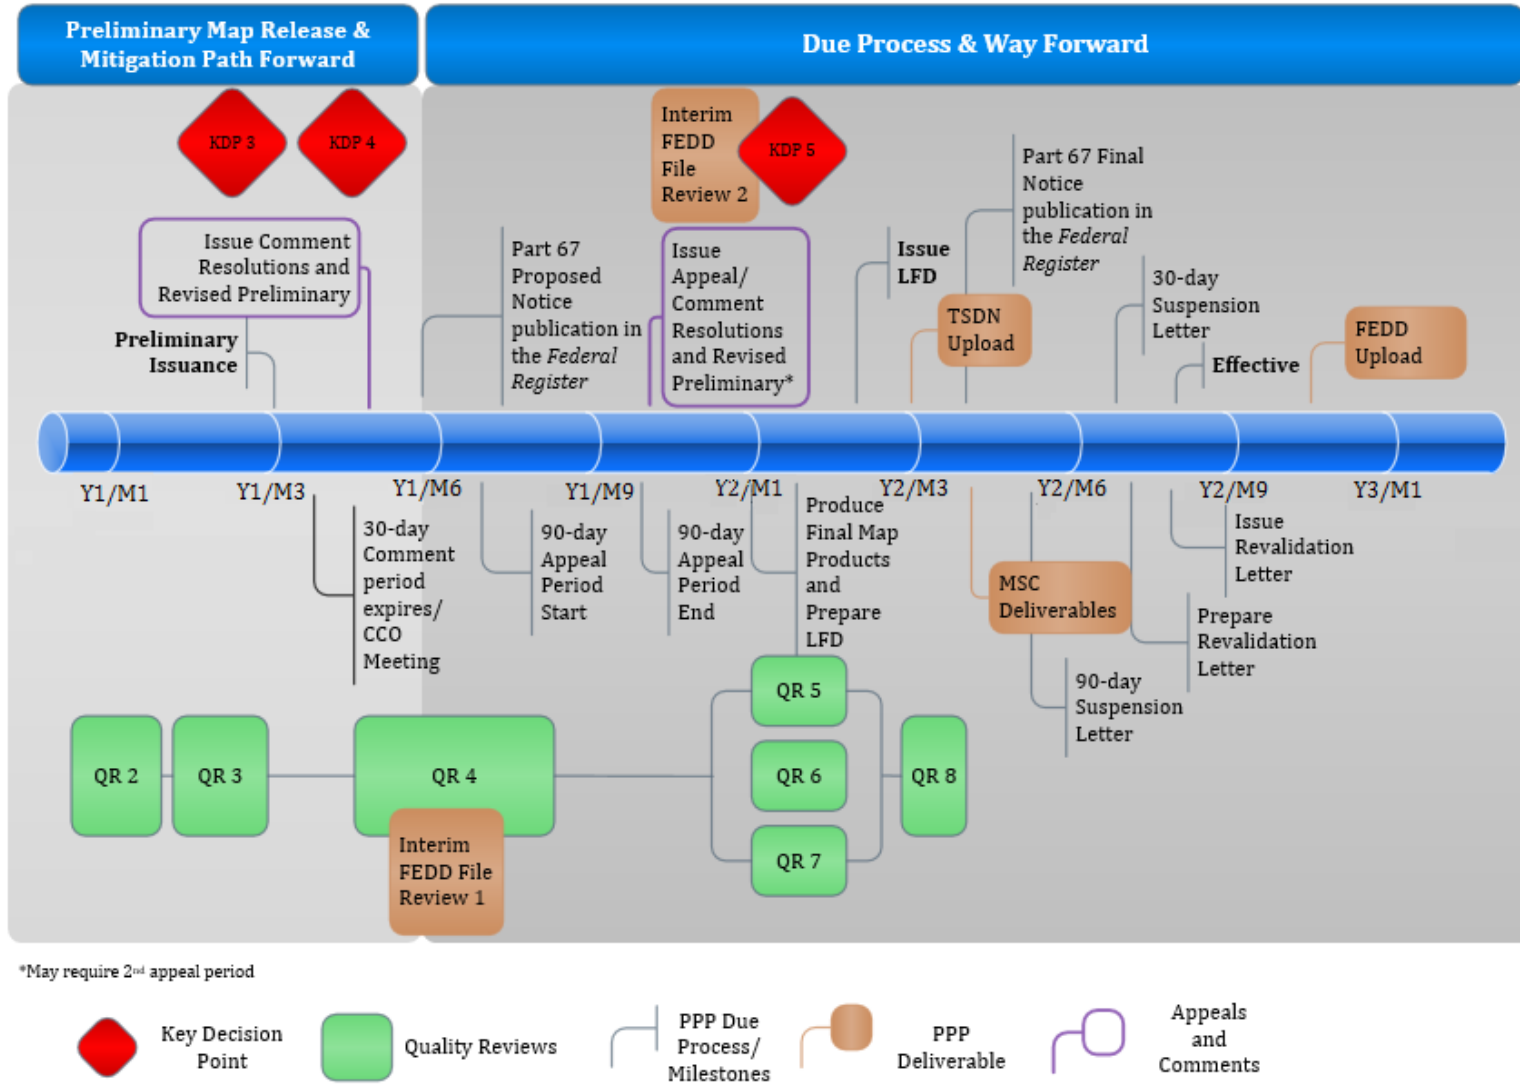 Preliminary Map Release &
Mitigation Path Forward
Due Process & Way Forward
KDP 3
KDP 4
Interim
FEDD
File
Review 2
KDP 5
Issue Comment
Resolutions and
Revised Preliminary
Preliminary
Issuance
Part 67
Proposed
Notice
publication in
the Federal
Register
Issue
Appeal/
Comment
Resolutions
and Revised
Preliminary*
Issue
LFD
TSDN
Upload
Part 67 Final
Notice
publication in
the Federal
Register
30-day
Suspension
Letter
Effective
FEDD
Upload
Y1/M1
Y1/M3
Y1/M6
Y1/M9
Y2/M1
Y2/M3
Y2/M6
Y2/M9
Y3/M1
30-day
Comment
period
expires/
CCO
Meeting
90-day
Appeal
Period
Start
90-day
Appeal
Period
End
Produce
Final Map
Products
and
Prepare
LFD
MSC
Deliverables
90-day
Suspension
Letter
Prepare
Revalidation
Letter
Issue
Revalidation
Letter
QR 2
QR 3
QR 4
Interim
FEDD File
Review 1
QR 5
QR 6
QR 7
QR 8
*May require 2nd appeal period
Key Decision
Point
Quality Reviews
PPP Due
Process/
Milestones
PPP
Deliverable
Appeals
and
Comments